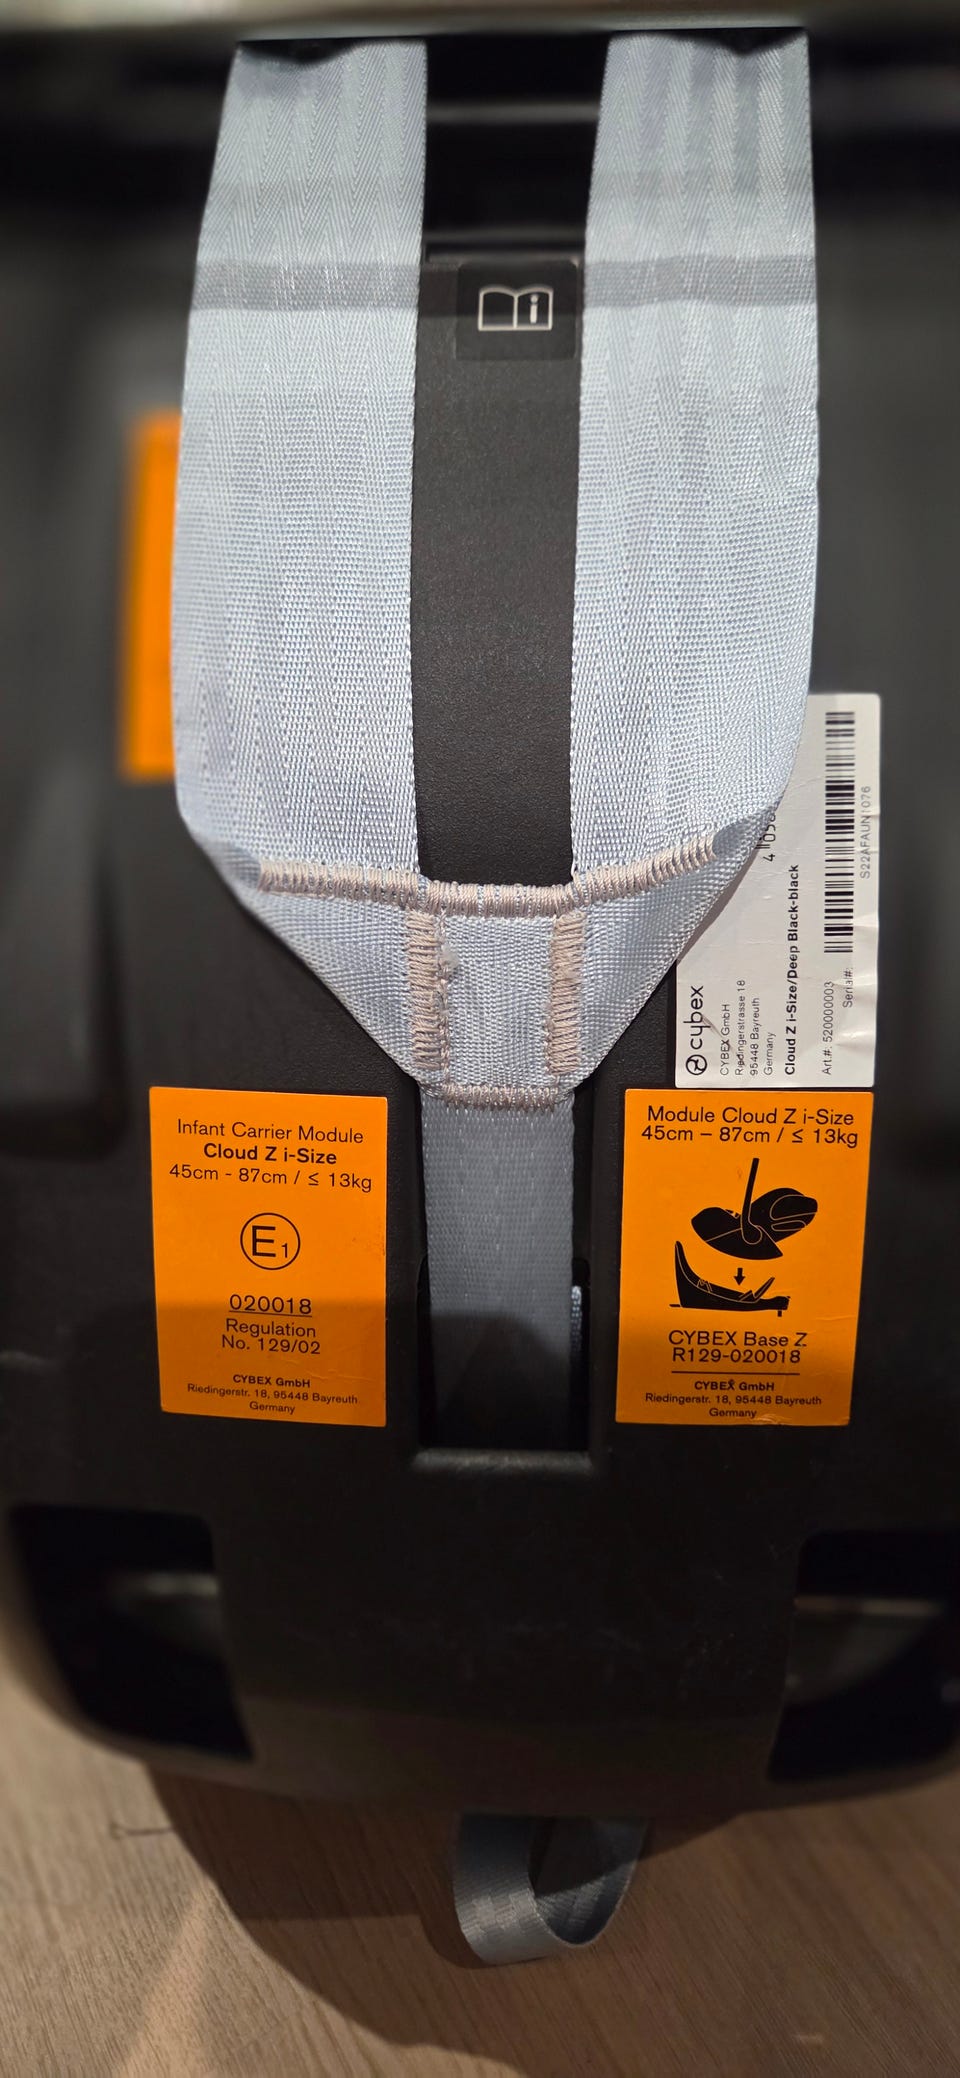 i
4 058
S22AFAUN1076
Serial#:
cybex
CYBEX GmbH
Riedingerstrasse 18
95448 Bayreuth
Germany
Cloud Z i-Size/Deep Black-black
Art.#: 520000003
Infant Carrier Module
Cloud Z i-Size
45cm - 87cm / ≤ 13kg
E1
020018
Regulation
No. 129/02
CYBEX GmbH
Riedingerstr. 18, 95448 Bayreuth
Germany
Module Cloud Z i-Size
45cm – 87cm / ≤ 13kg
CYBEX Base Z
R129-020018
CYBEX GmbH
Riedingerstr. 18, 95448 Bayreuth
Germany